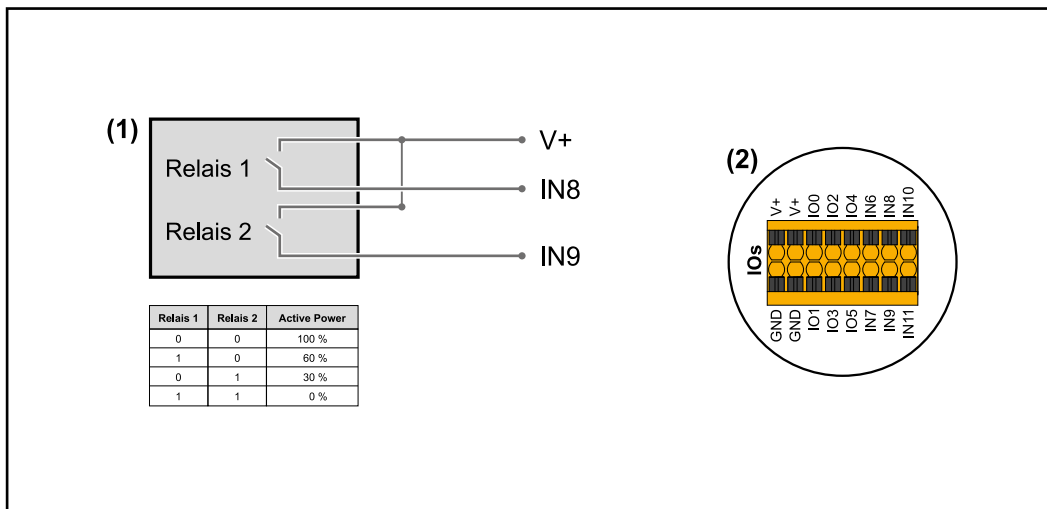 (1)
Relais 1
Relais 2
V+
IN8
IN9
Relais 1 Relais 2 Active Power
0 0 100 %
1 0 60 %
0 1 30 %
1 1 0 %
(2)
V+ V+ IO0 IO2 IO4 IN6 IN8 IN10
IOs
GND GND IO1 IO3 IO5 IN7 IN9 IN11